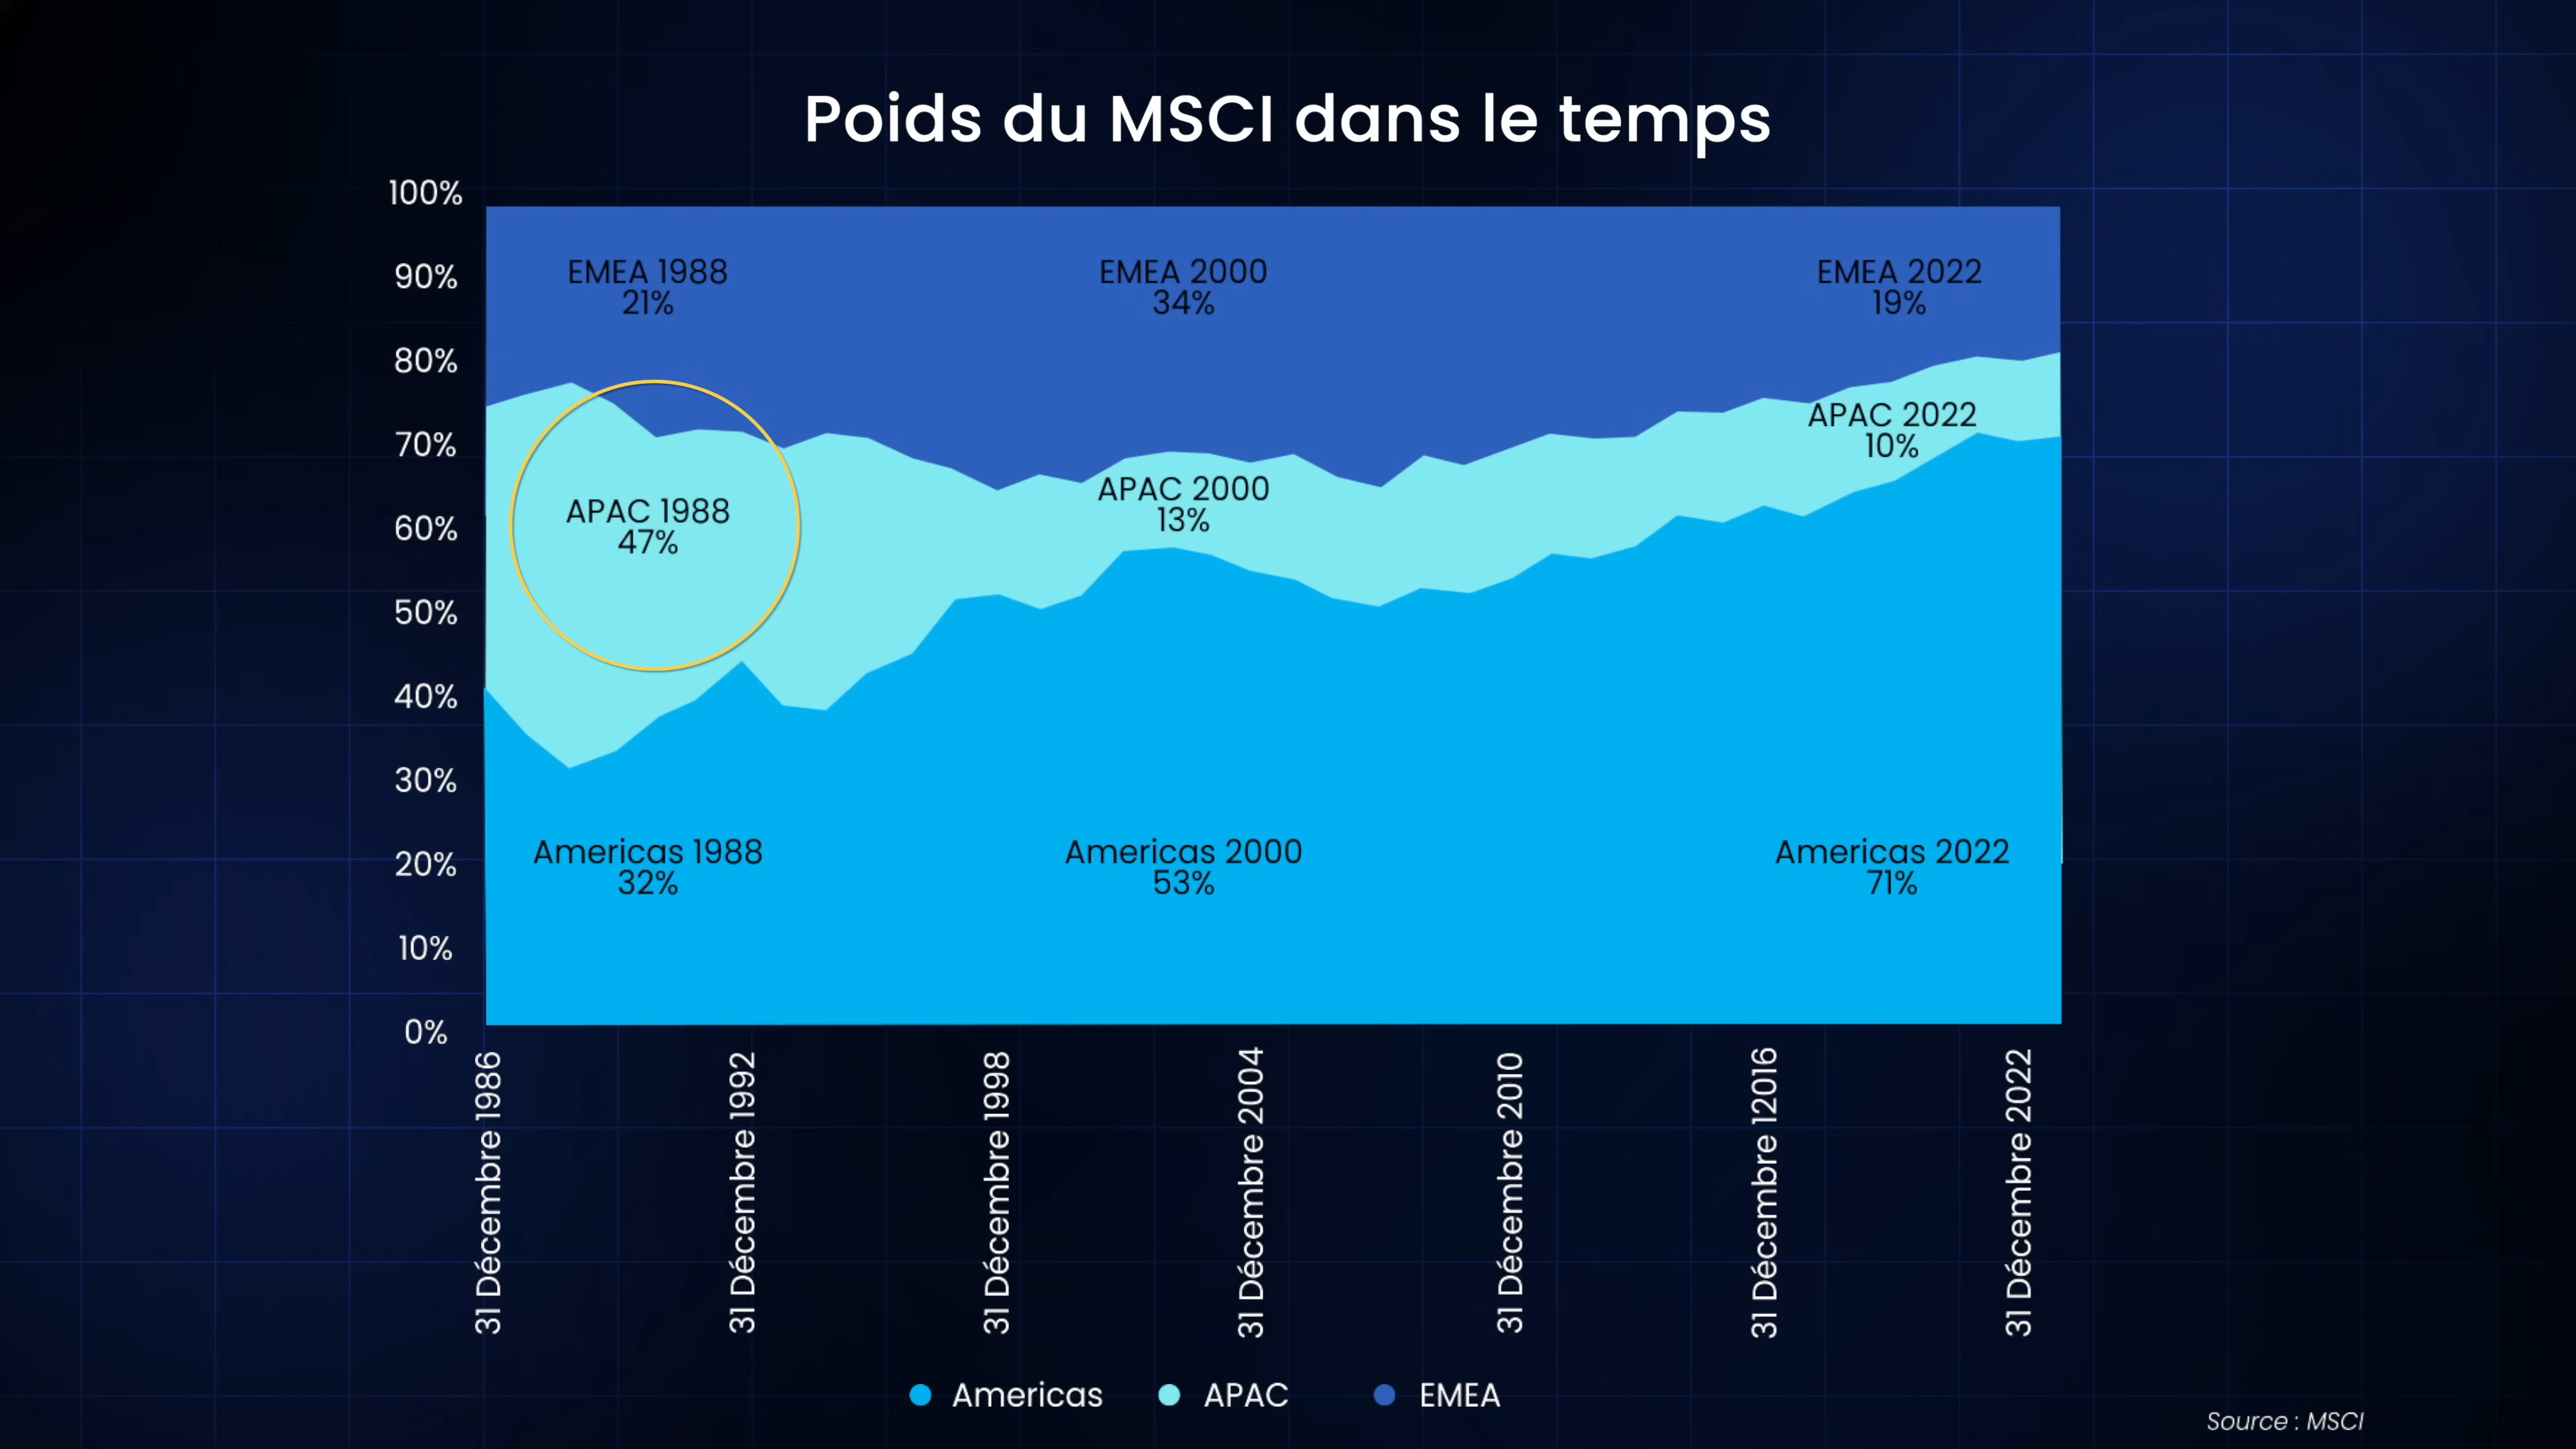 Poids du MSCI dans le temps
100%
90%
80%
70%
60%
50%
40%
30%
20%
10%
0%
EMEA 1988
21%
EMEA 2000
34%
EMEA 2022
19%
APAC 1988
47%
APAC 2000
13%
APAC 2022
10%
Americas 1988
32%
Americas 2000
53%
Americas 2022
71%
31 Décembre 1986
31 Décembre 1992
31 Décembre 1998
31 Décembre 2004
31 Décembre 2010
31 Décembre 12016
31 Décembre 2022
Americas
APAC
EMEA
Source : MSCI